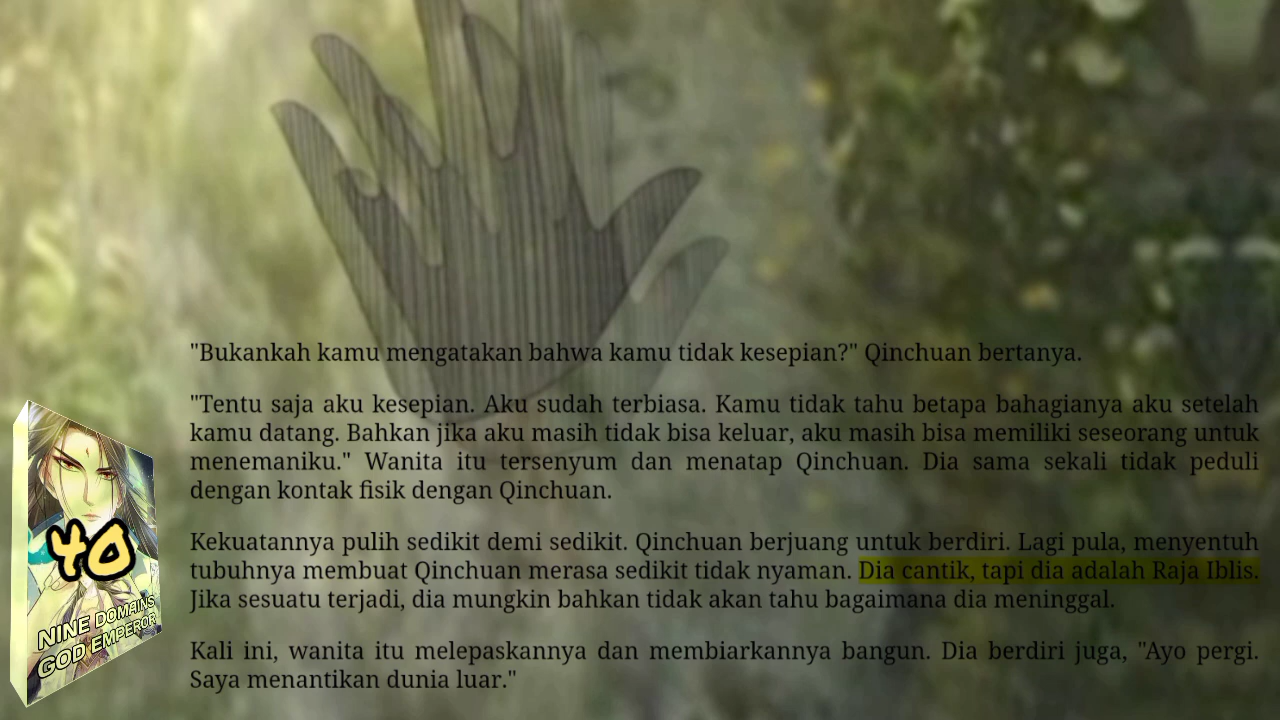 "Bukankah kamu mengatakan bahwa kamu tidak kesepian?" Qinchuan bertanya.
"Tentu saja aku kesepian. Aku sudah terbiasa. Kamu tidak tahu betapa bahagianya aku setelah
kamu datang. Bahkan jika aku masih tidak bisa keluar, aku masih bisa memiliki seseorang untuk
menemaniku." Wanita itu tersenyum dan menatap Qinchuan. Dia sama sekali tidak peduli
dengan kontak fisik dengan Qinchuan.
Kekuatannya pulih sedikit demi sedikit. Qinchuan berjuang untuk berdiri. Lagi pula, menyentuh
tubuhnya membuat Qinchuan merasa sedikit tidak nyaman. Dia cantik, tapi dia adalah Raja Iblis.
Jika sesuatu terjadi, dia mungkin bahkan tidak akan tahu bagaimana dia meninggal.
Kali ini, wanita itu melepaskannya dan membiarkannya bangun. Dia berdiri juga, "Ayo pergi.
Saya menantikan dunia luar."
40
NINE DOMAINS
GOD EMPEROR